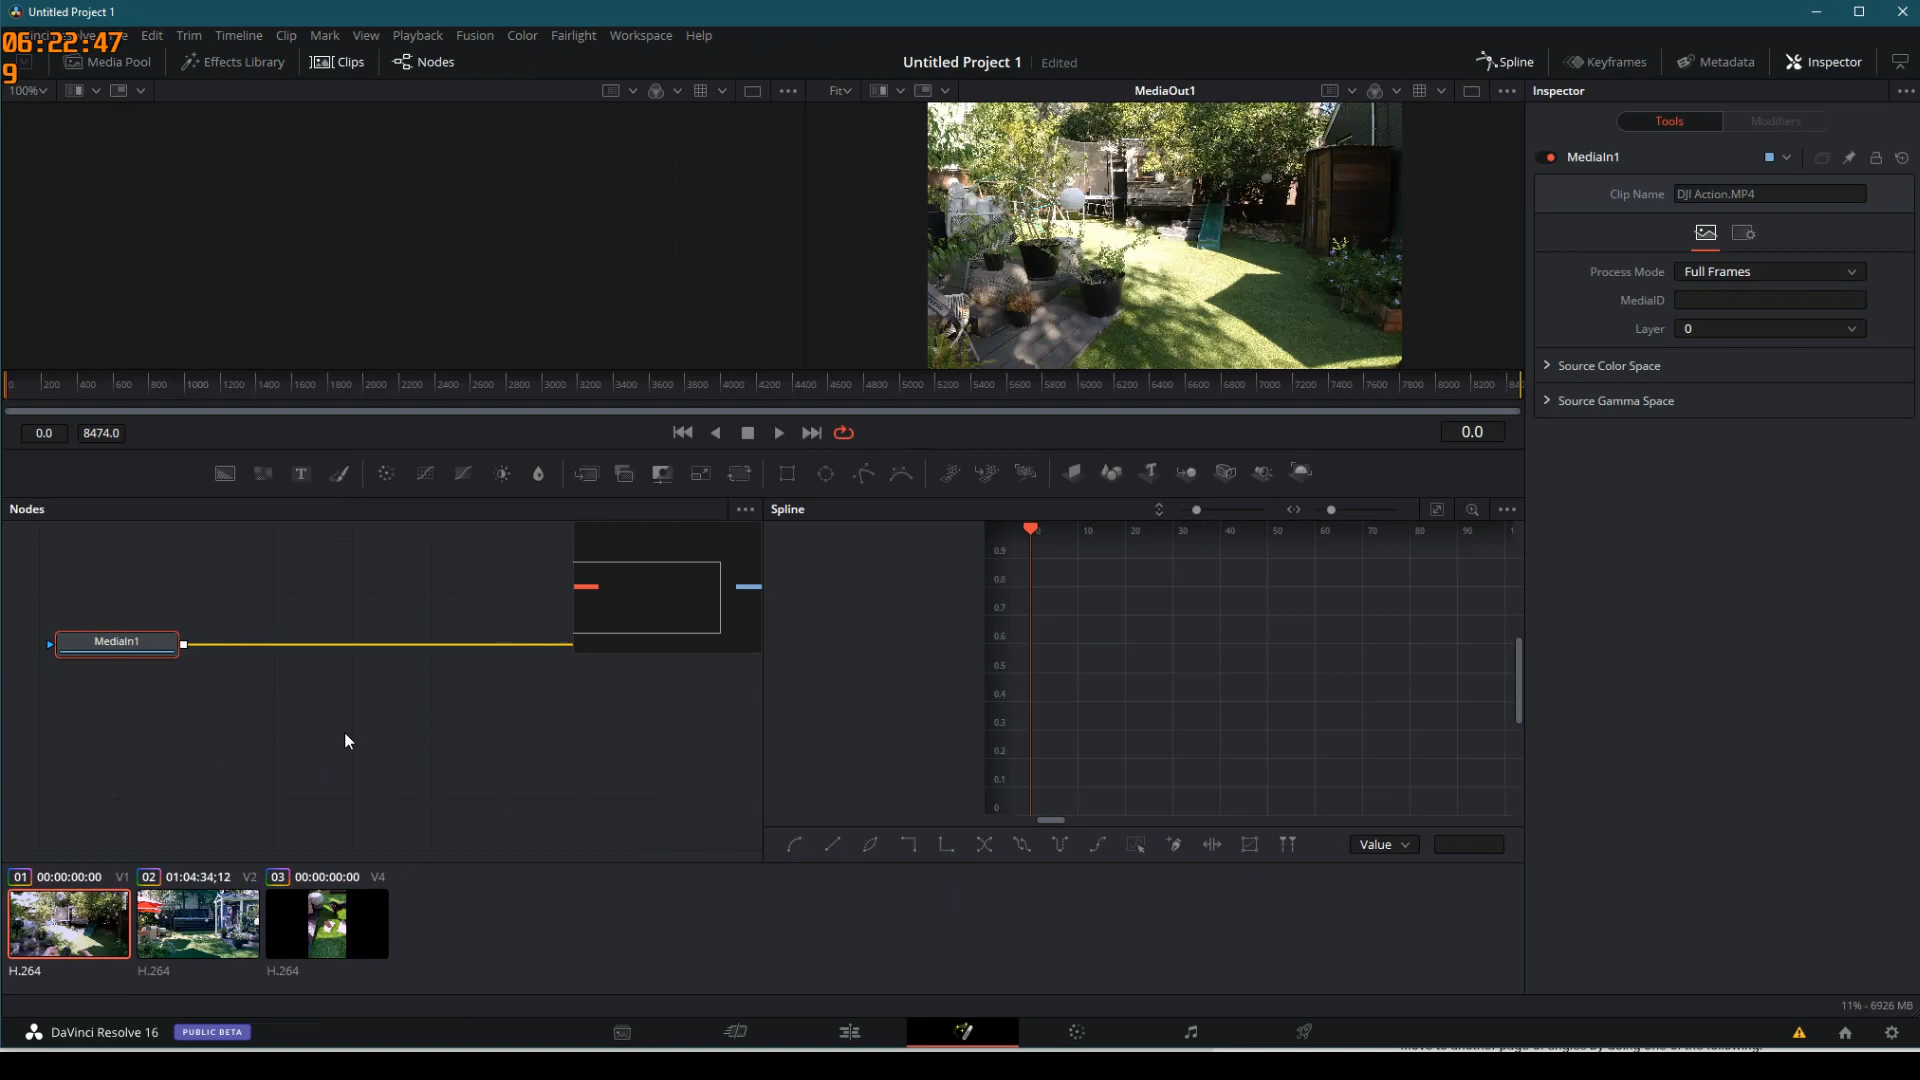 Untitled Project 1
06:22:47
9
Edit Trim Timeline Clip Mark View Playback Fusion Color Fairlight Workspace Help
Media Pool Effects Library Clips Nodes Untitled Project 1 Edited Spline Keyframes Metadata Inspector
100% Fit MediaOut1 Inspector
Tools Modifiers
MediaIn1
Clip Name DJI Action.MP4
Process Mode Full Frames
MediaID
Layer 0
Source Color Space
Source Gamma Space
0 200 400 600 800 1000 1200 1400 1600 1800 2000 2200 2400 2600 2800 3000 3200 3400 3600 3800 4000 4200 4400 4600 4800 5000 5200 5400 5600 5800 6000 6200 6400 6600 6800 7000 7200 7400 7600 7800 8000 8200
0.0 8474.0 0.0
Nodes Spline
0 10 20 30 40 50 60 70 80 90
0.9
0.8
0.7
0.6
0.5
0.4
0.3
0.2
0.1
0
MediaIn1
Value
01 00:00:00:00 V1 02 01:04:34;12 V2 03 00:00:00:00 V4
H.264 H.264 H.264
11% - 6926 MB
DaVinci Resolve 16 PUBLIC BETA